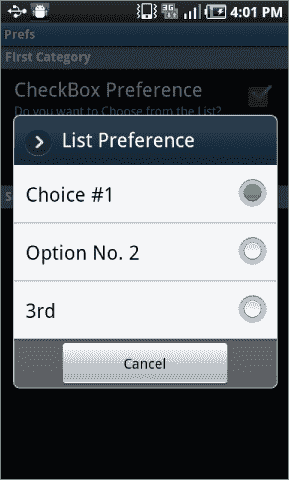 3G
4:01 PM
Prefs
First Category
CheckBox Preference
Do you want to Choose from the List?
List Preference
Choice #1
Option No. 2
3rd
Cancel